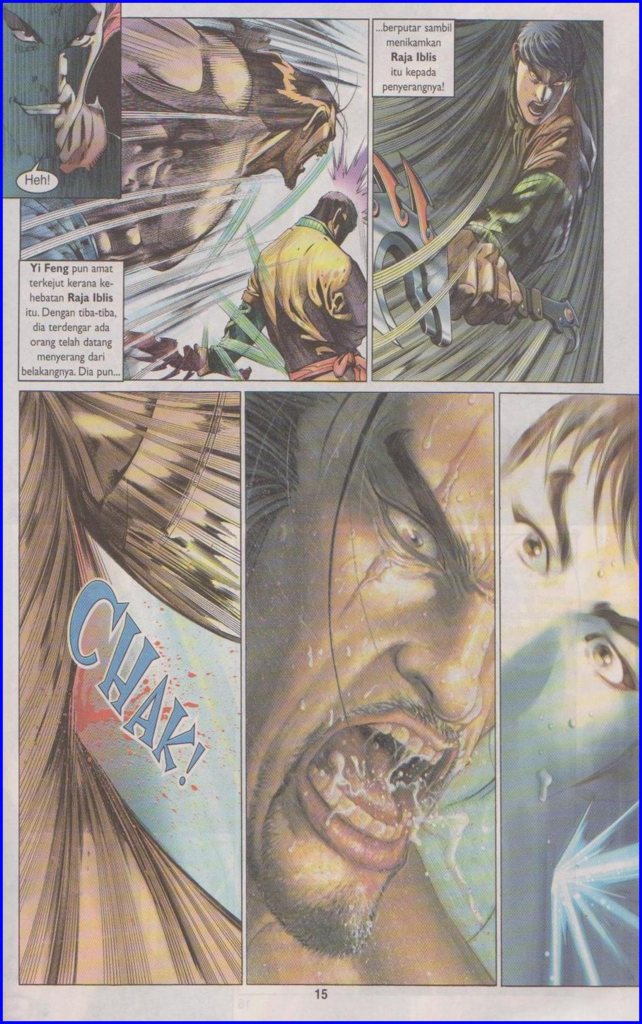 Heh!
Yi Feng pun amat
terkejut kerana ke-
hebatan Raja Iblis
itu. Dengan tiba-tiba,
dia terdengar ada
orang telah datang
menyerang dari
belakangnya. Dia pun...
...berputar sambil
menikamkan
Raja Iblis
itu kepada
penyerangnya!
CHAK!
15